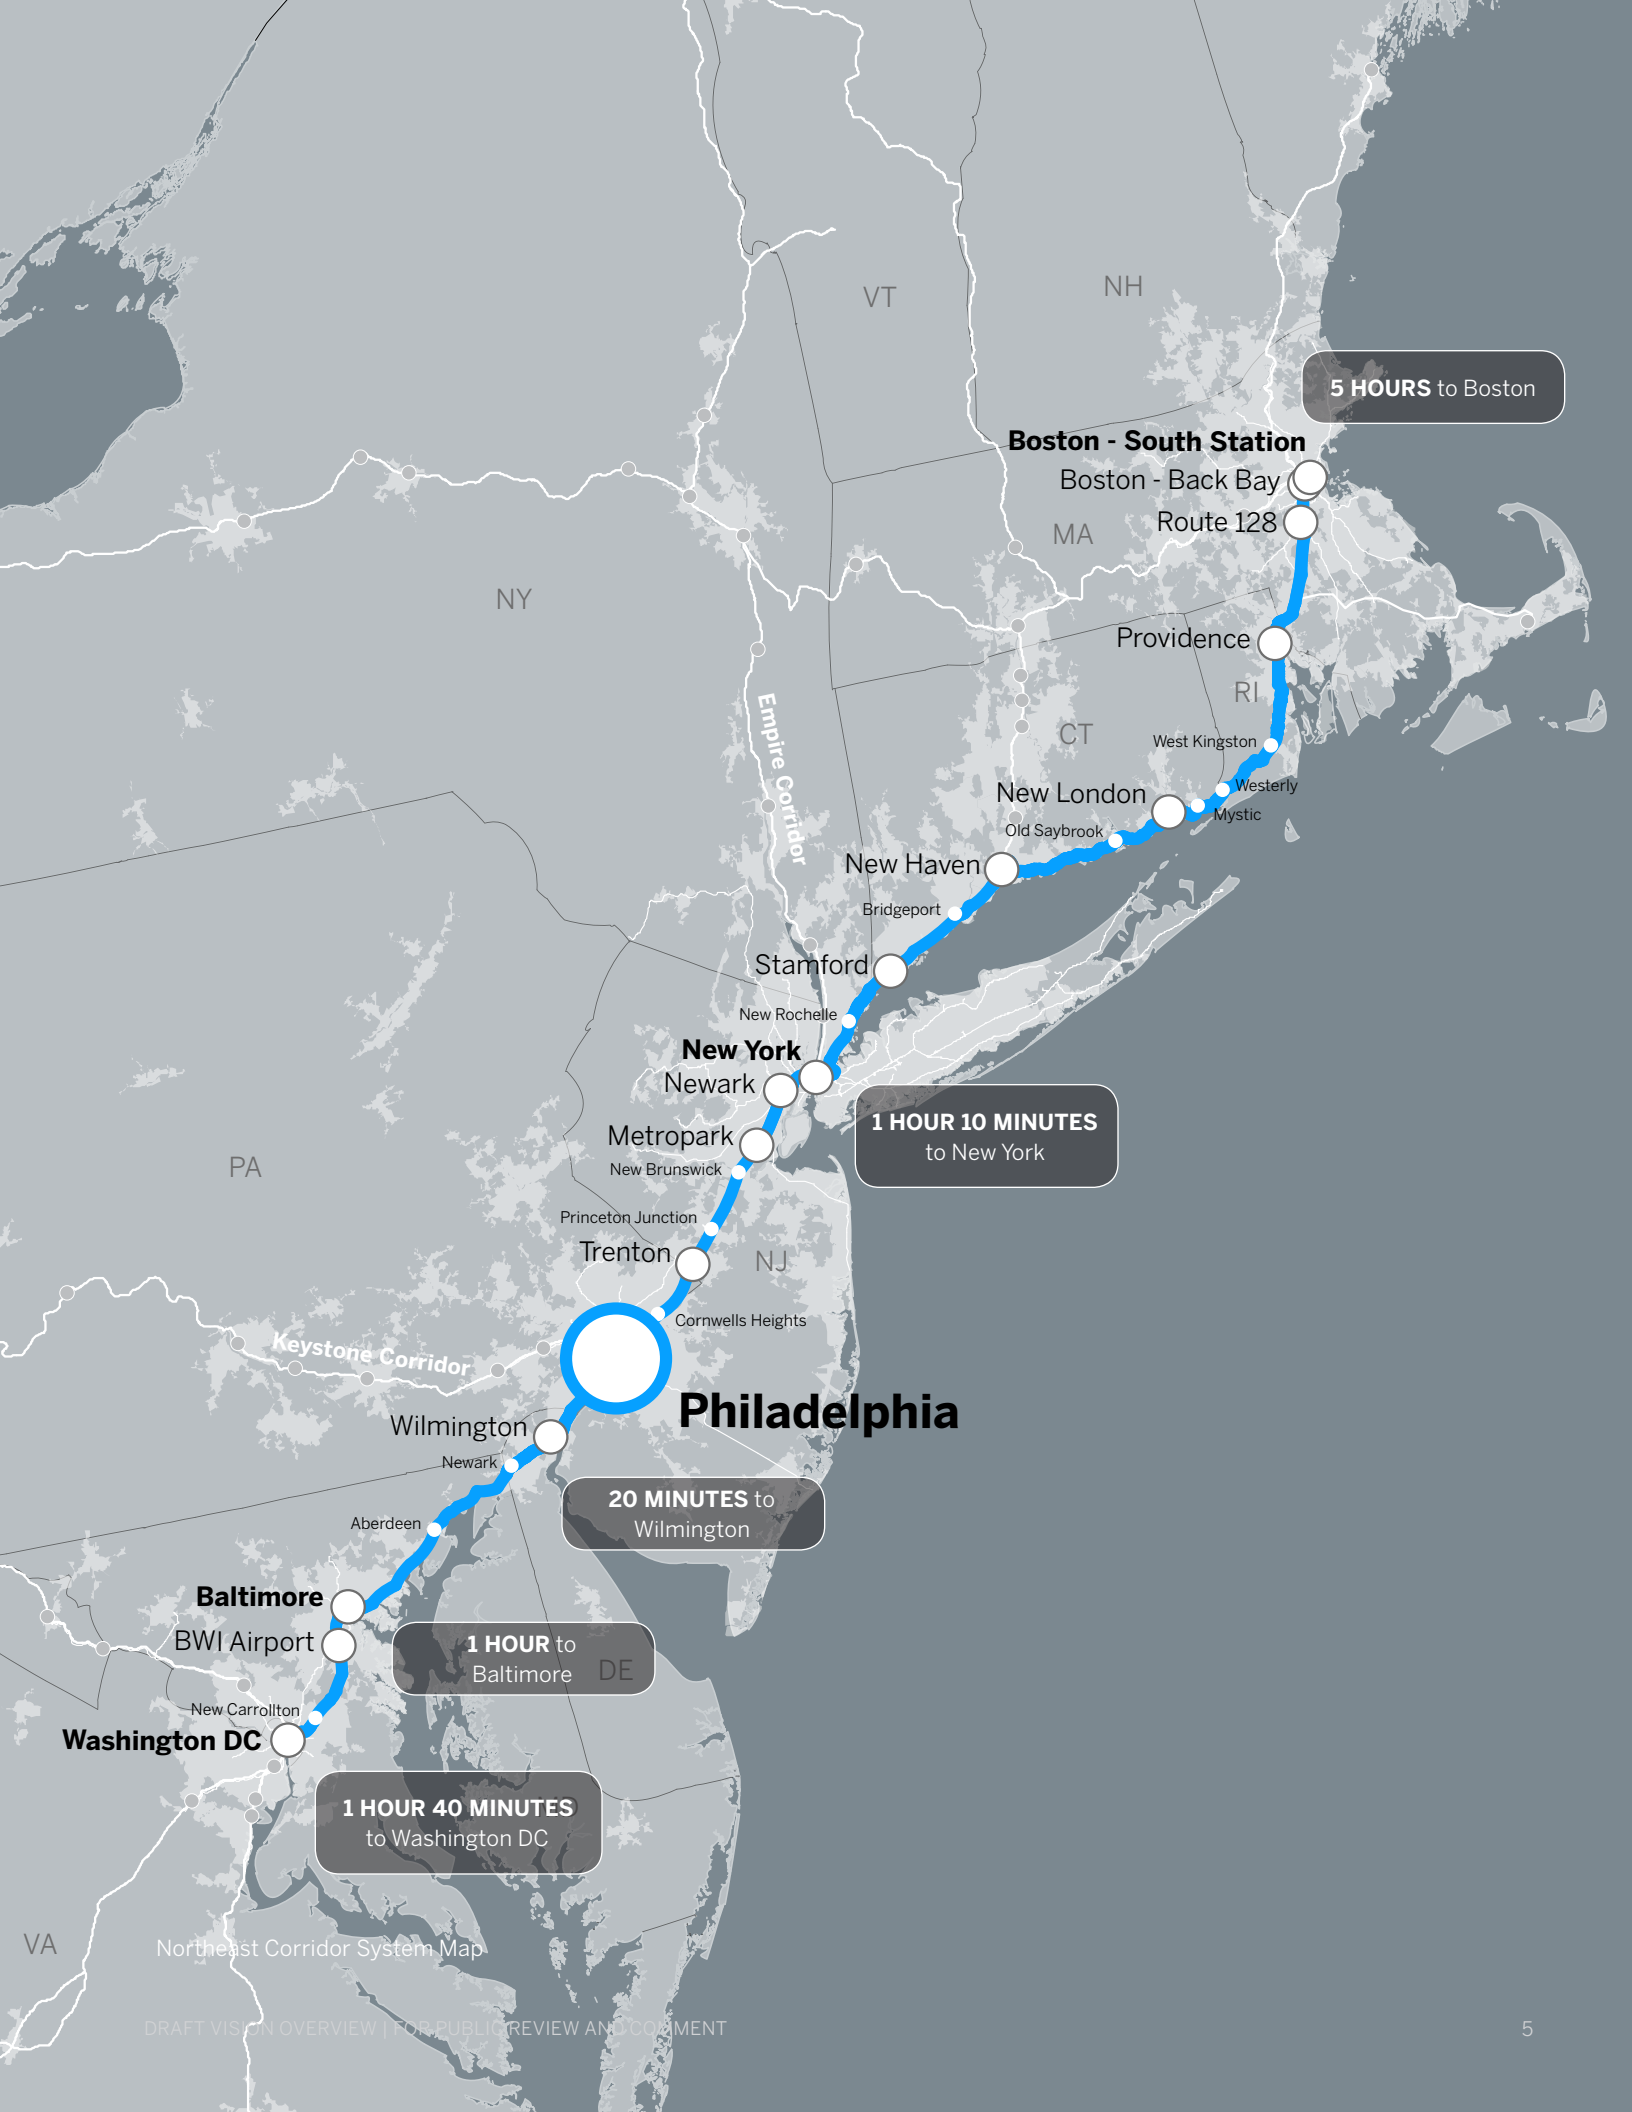 VT
NH
5 HOURS to Boston
Boston - South Station
Boston - Back Bay
Route 128
MA
NY
Providence
RI
Empire Corridor
CT
West Kingston
Westerly
New London
Mystic
Old Saybrook
New Haven
Bridgeport
Stamford
New Rochelle
New York
Newark
1 HOUR 10 MINUTES
to New York
Metropark
New Brunswick
PA
Princeton Junction
Trenton
NJ
Cornwells Heights
Keystone Corridor
Philadelphia
Wilmington
Newark
20 MINUTES to
Wilmington
Aberdeen
Baltimore
BWI Airport
1 HOUR to
Baltimore
DE
New Carrollton
Washington DC
1 HOUR 40 MINUTES
to Washington DC
MD
VA
Northeast Corridor System Map
DRAFT VISION OVERVIEW | FOR PUBLIC REVIEW AND COMMENT
5